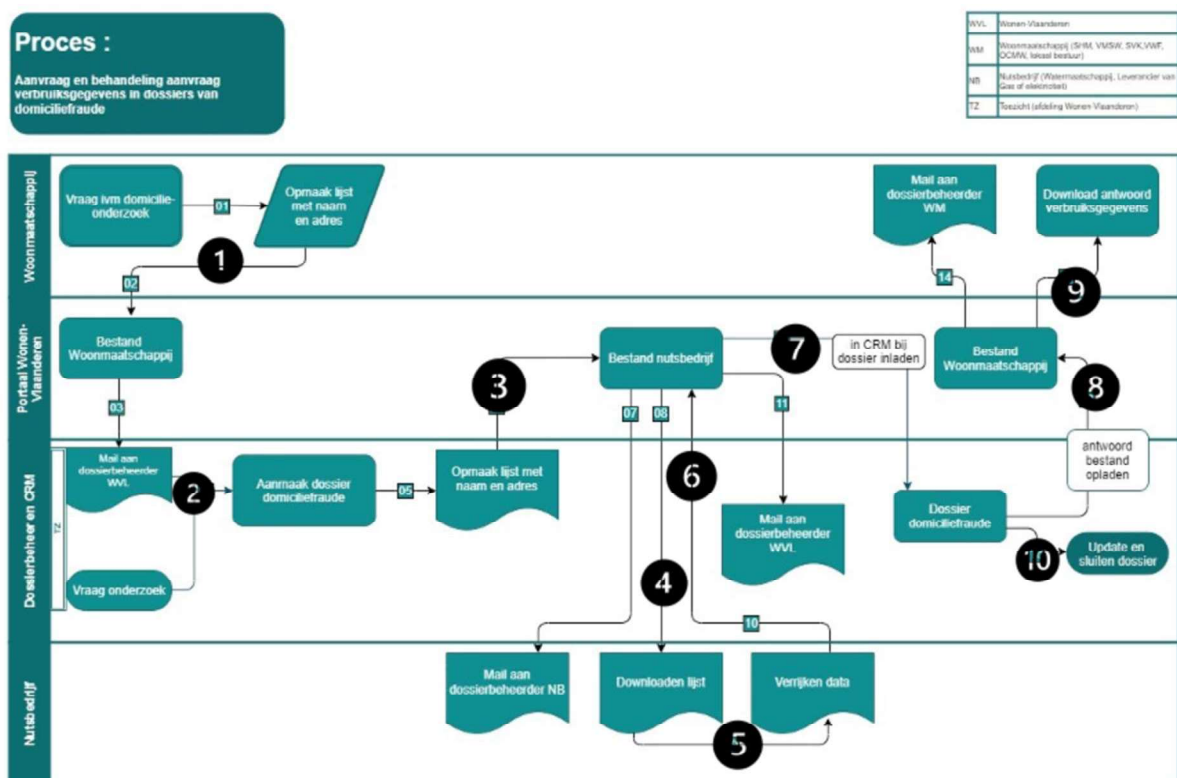 Proces :
Aanvraag en behandeling aanvraag
verbruiksgegevens in dossiers van
domiciliefraude
WVL Wonen-Vlaanderen
WM Woonmaatschappij (SHM, VMSW, SVK,VWF,
OCMW, lokaal bestuur)
NB Nutsbedrijf (Watermaatschappij, Leverancier van
Gas of elektriciteit)
TZ Toezicht (afdeling Wonen-Vlaanderen)
Woonmaatschappij
Vraag ivm domicilie-
onderzoek
01
Opmaak lijst
met naam
en adres
1
02
Mail aan
dossierbeheerder
WM
Download antwoord
verbruiksgegevens
14
9
Portaal Wonen-
Vlaanderen
Bestand
Woonmaatschappij
03
3
Bestand nutsbedrijf
07
08
11
7
in CRM bij
dossier inladen
Bestand
Woonmaatschappij
8
Dossierbeheer en CRM
TZ
Mail aan
dossierbeheerder
WVL
2
Vraag onderzoek
Aanmaak dossier
domiciliefraude
05
Opmaak lijst met
naam en adres
4
6
10
Mail aan
dossierbeheerder
WVL
Dossier
domiciliefraude
antwoord
bestand
opladen
10
Update en
sluiten dossier
Nutsbedrijf
Mail aan
dossierbeheerder NB
Downloaden lijst
5
Verrijken data